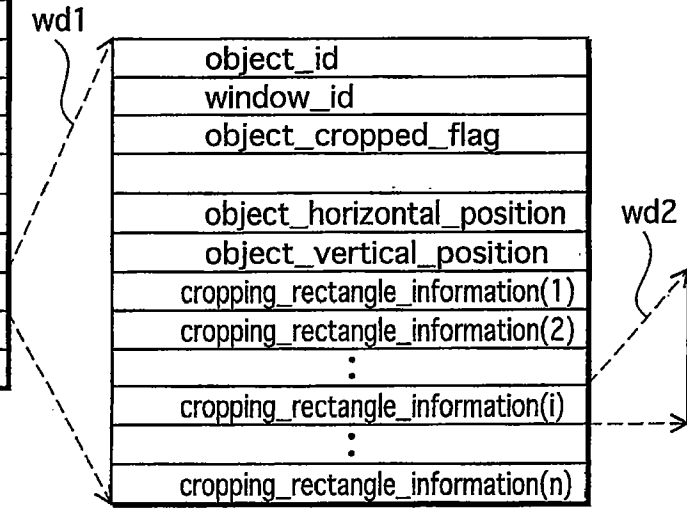 wd1
object_id
window_id
object_cropped_flag
object_horizontal_position
wd2
object_vertical_position
cropping_rectangle_information(1)
cropping_rectangle_information(2)
:
cropping_rectangle_information(i)
:
cropping_rectangle_information(n)